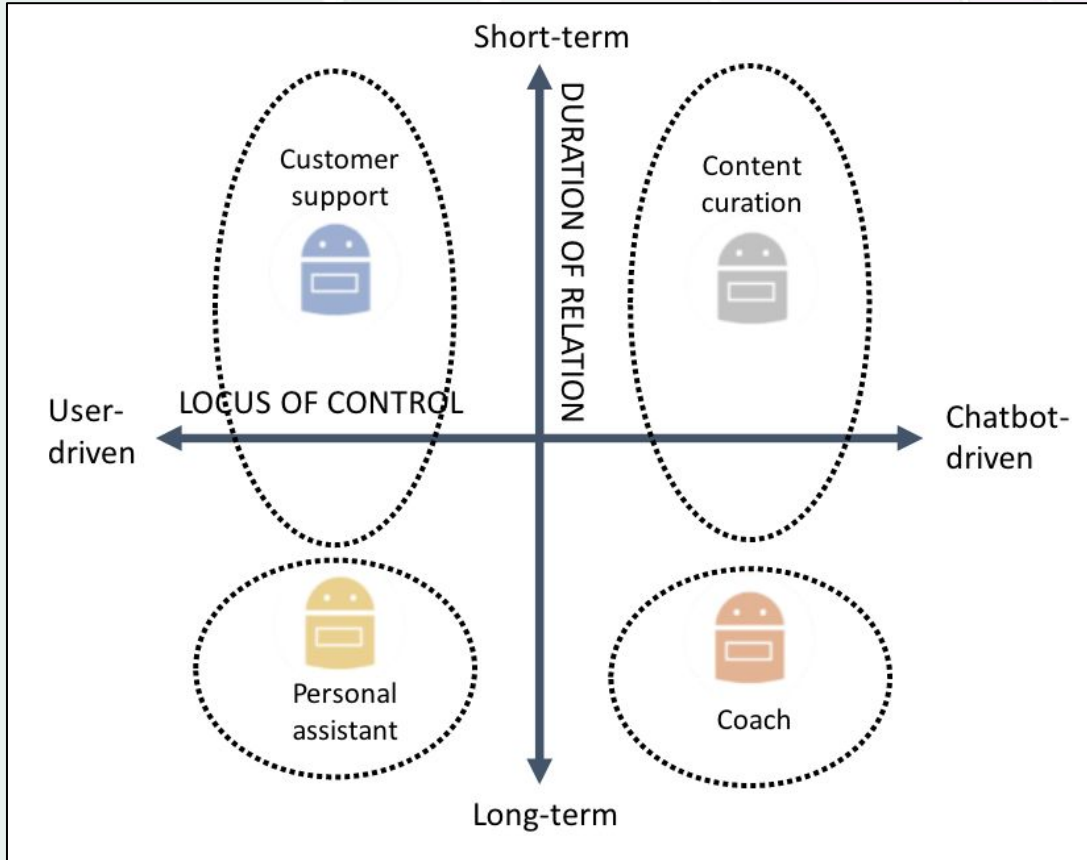 Short-term
DURATION OF RELATION
Customer
support
Content
curation
LOCUS OF CONTROL
User-
driven
Chatbot-
driven
Personal
assistant
Coach
Long-term